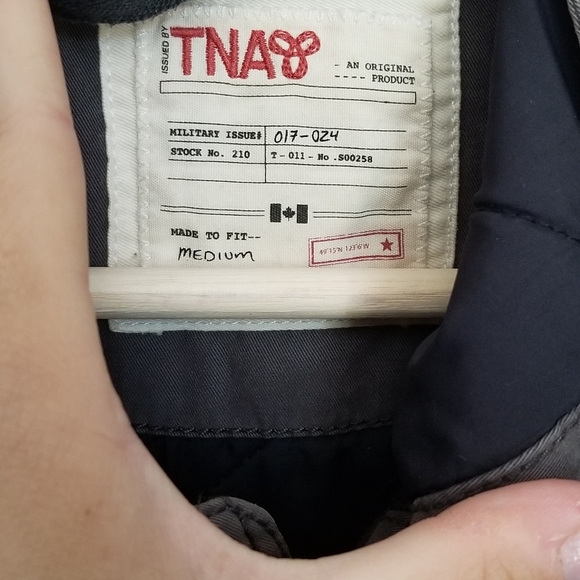 ISSUED BY
TNA
- AN ORIGINAL
---- PRODUCT
MILITARY ISSUE# 017-024
STOCK No. 210 T-011-No.S00258
MADE TO FIT--
MEDIUM